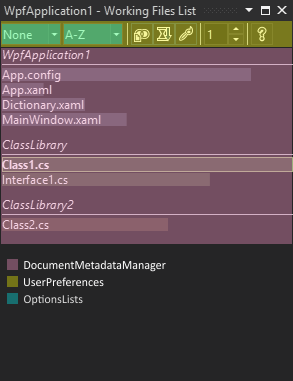 WpfApplication1 - Working Files List
None A-Z 1
WpfApplication1
App.config
App.xaml
Dictionary.xaml
MainWindow.xaml
ClassLibrary
Class1.cs
Interface1.cs
ClassLibrary2
Class2.cs
DocumentMetadataManager
UserPreferences
OptionsLists